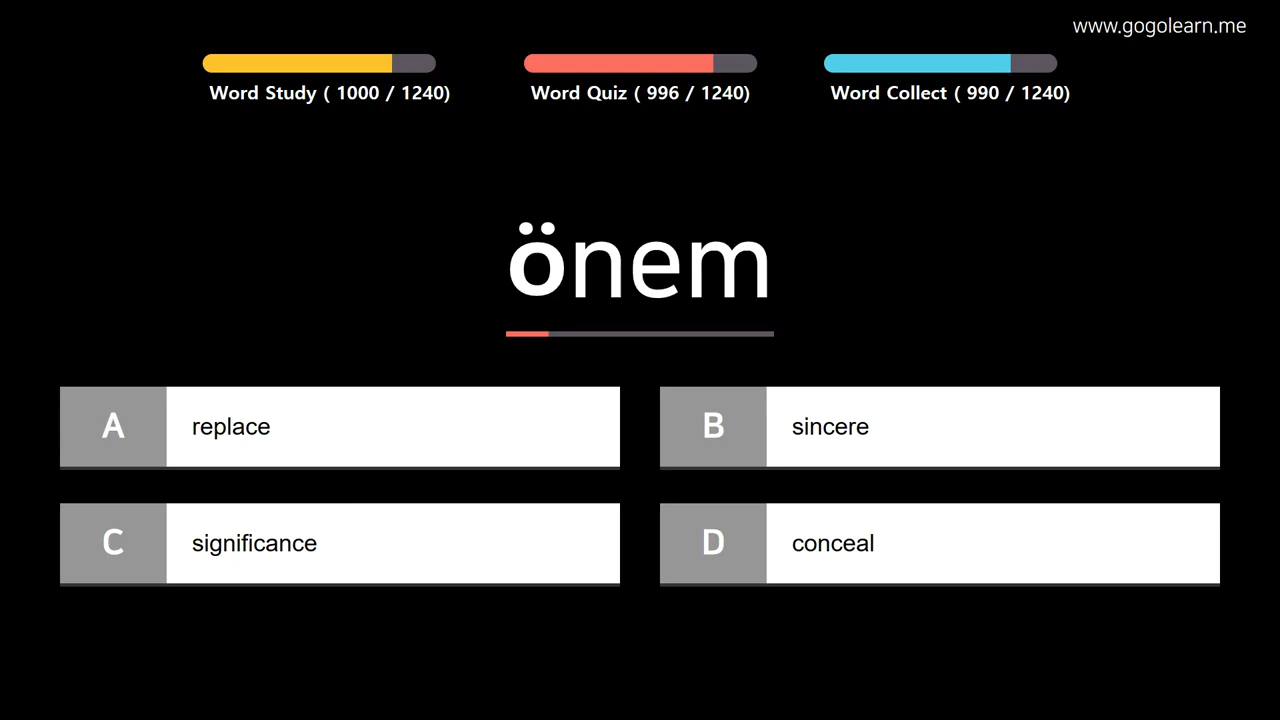 www.gogolearn.me
Word Study ( 1000 / 1240)
Word Quiz ( 996 / 1240)
Word Collect ( 990 / 1240)
önem
A replace
B sincere
C significance
D conceal